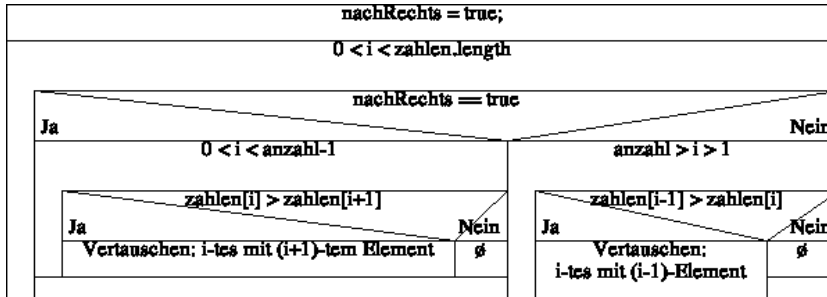 nachRechts = true;
0 < i < zahlen.length
nachRechts == true
Ja
Nein
0 < i < anzahl-1
anzahl > i > 1
zahlen[i] > zahlen[i+1]
zahlen[i-1] > zahlen[i]
Ja
Nein
Ja
Nein
Vertauschen: i-tes mit (i+1)-tem Element
ø
Vertauschen:
ø
i-tes mit (i-1)-Element